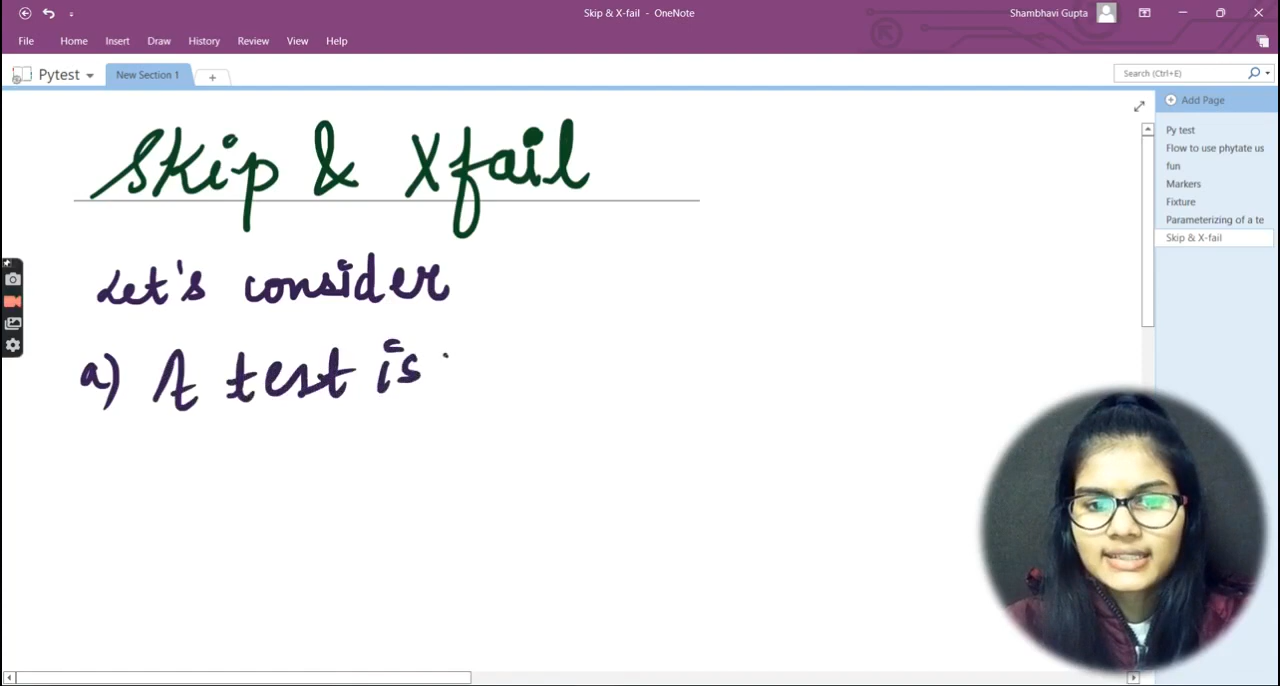 Skip & X-fail - OneNote
Shambhavi Gupta
File Home Insert Draw History Review View Help
Pytest
New Section 1
Search (Ctrl+E)
Add Page
Py test
Flow to use phytate us
fun
Markers
Fixture
Parameterizing of a te
Skip & X-fail
Skip & Xfail
Let's consider
a) A test is